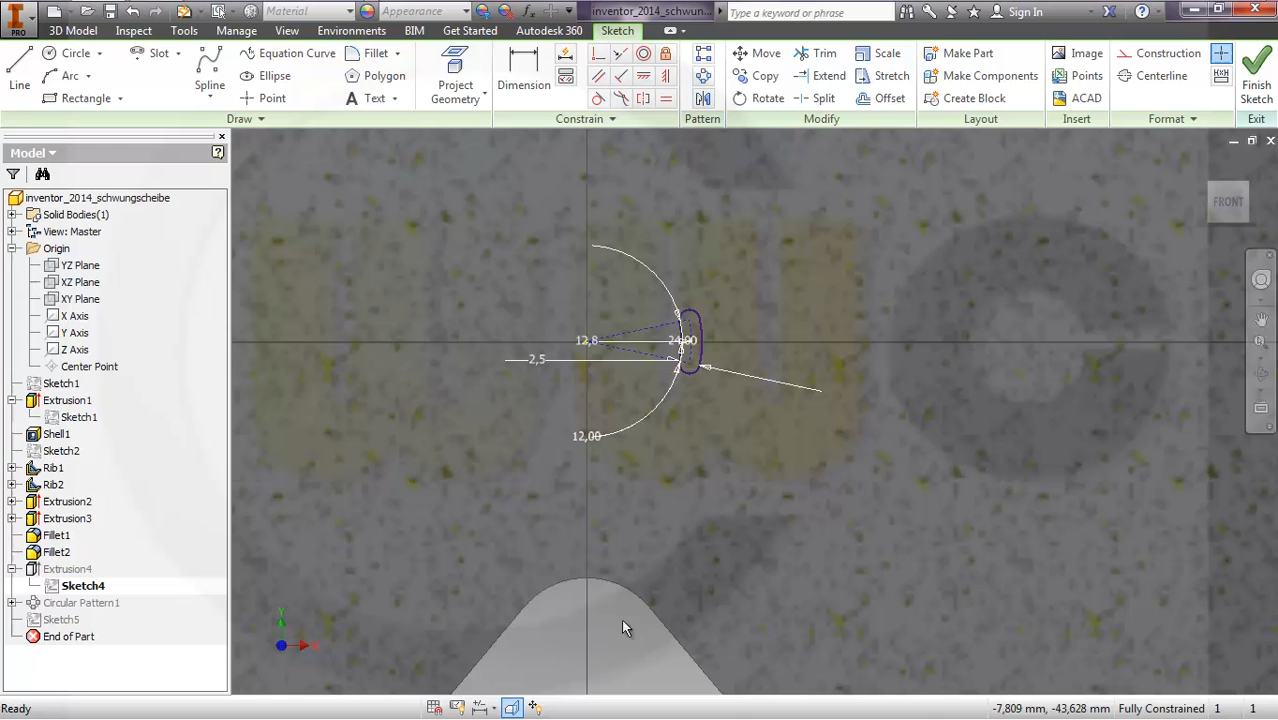 Material
Appearance
fx
inventor_2014_schwun...
Type a keyword or phrase
Sign In
PRO
3D Model
Inspect
Tools
Manage
View
Environments
BIM
Get Started
Autodesk 360
Sketch
Line
Circle
Arc
Rectangle
Slot
Spline
Equation Curve
Ellipse
Point
Fillet
Polygon
Text
Project
Geometry
Dimension
Move
Copy
Rotate
Trim
Extend
Split
Scale
Stretch
Offset
Make Part
Make Components
Create Block
Image
Points
ACAD
Construction
Centerline
Finish
Sketch
Draw
Constrain
Pattern
Modify
Layout
Insert
Format
Exit
Model
inventor_2014_schwungscheibe
Solid Bodies(1)
View: Master
Origin
YZ Plane
XZ Plane
XY Plane
X Axis
Y Axis
Z Axis
Center Point
Sketch1
Extrusion1
Sketch1
Shell1
Sketch2
Rib1
Rib2
Extrusion2
Extrusion3
Fillet1
Fillet2
Extrusion4
Sketch4
Circular Pattern1
Sketch5
End of Part
FRONT
12,8
24,00
2,5
12,00
Y
X
Ready
-7,809 mm, -43,628 mm
Fully Constrained
1
1